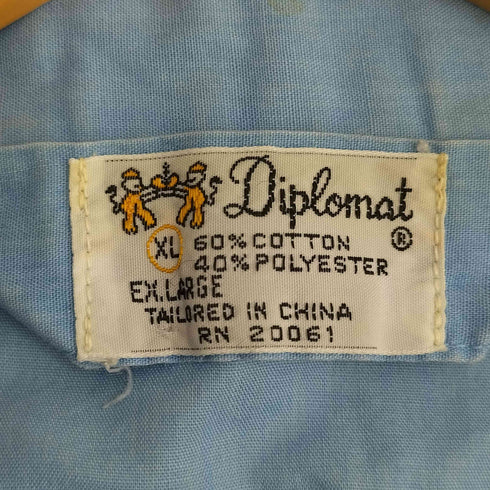 Diplomat ®
XL 60% COTTON
40% POLYESTER
EX.LARGE
TAILORED IN CHINA
RN 20061